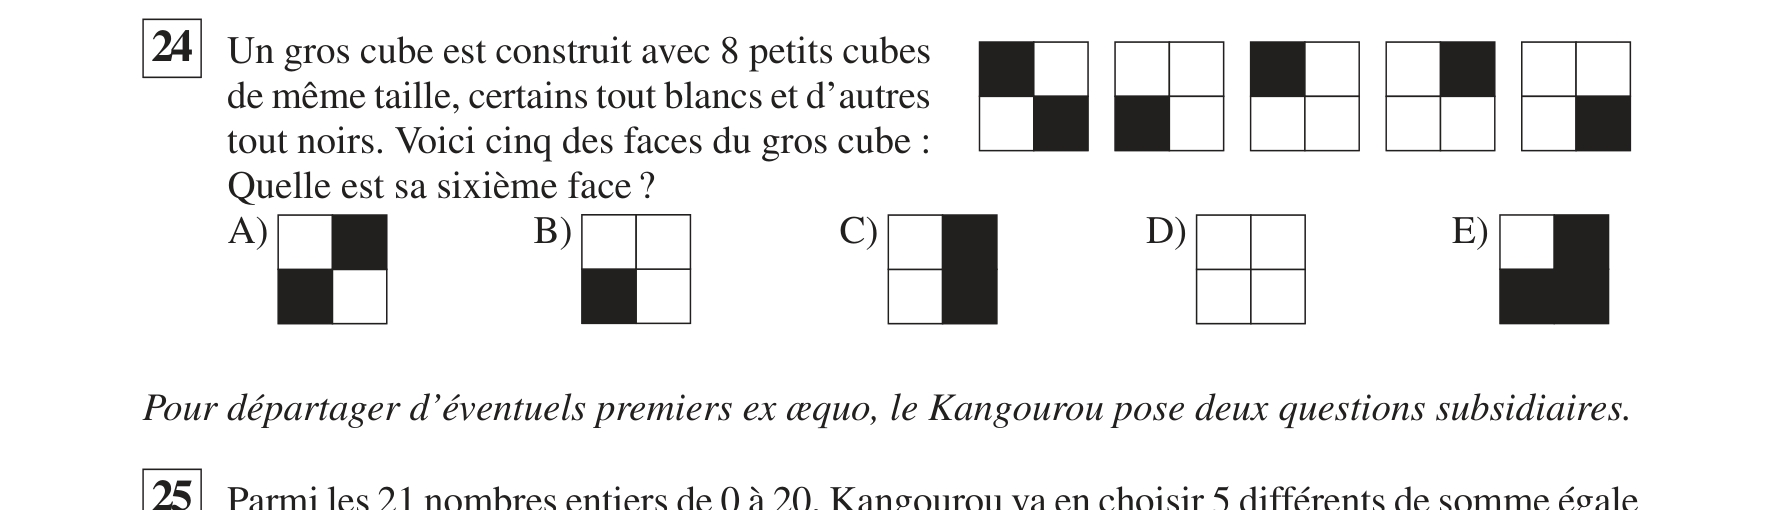 24 Un gros cube est construit avec 8 petits cubes
de même taille, certains tout blancs et d’autres
tout noirs. Voici cinq des faces du gros cube :
Quelle est sa sixième face ?
A) B) C) D) E)
Pour départager d’éventuels premiers ex æquo, le Kangourou pose deux questions subsidiaires.
25 Parmi les 21 nombres entiers de 0 à 20, Kangourou va en choisir 5 différents de somme égale